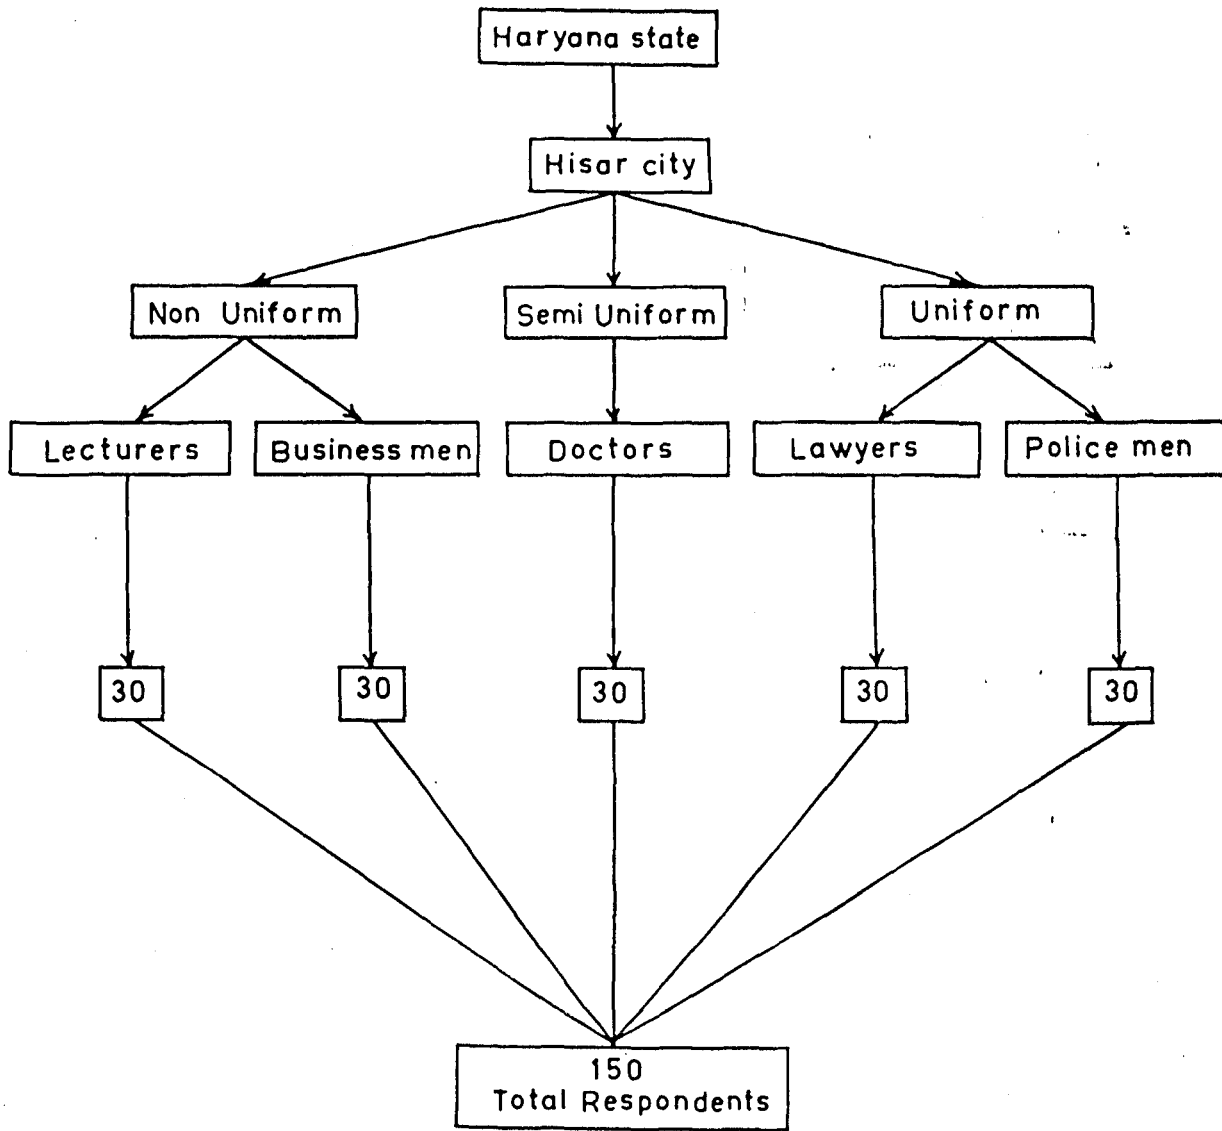 Haryana state
Hisar city
Non Uniform
Semi Uniform
Uniform
Lecturers
Business men
Doctors
Lawyers
Police men
30
30
30
30
30
150
Total Respondents